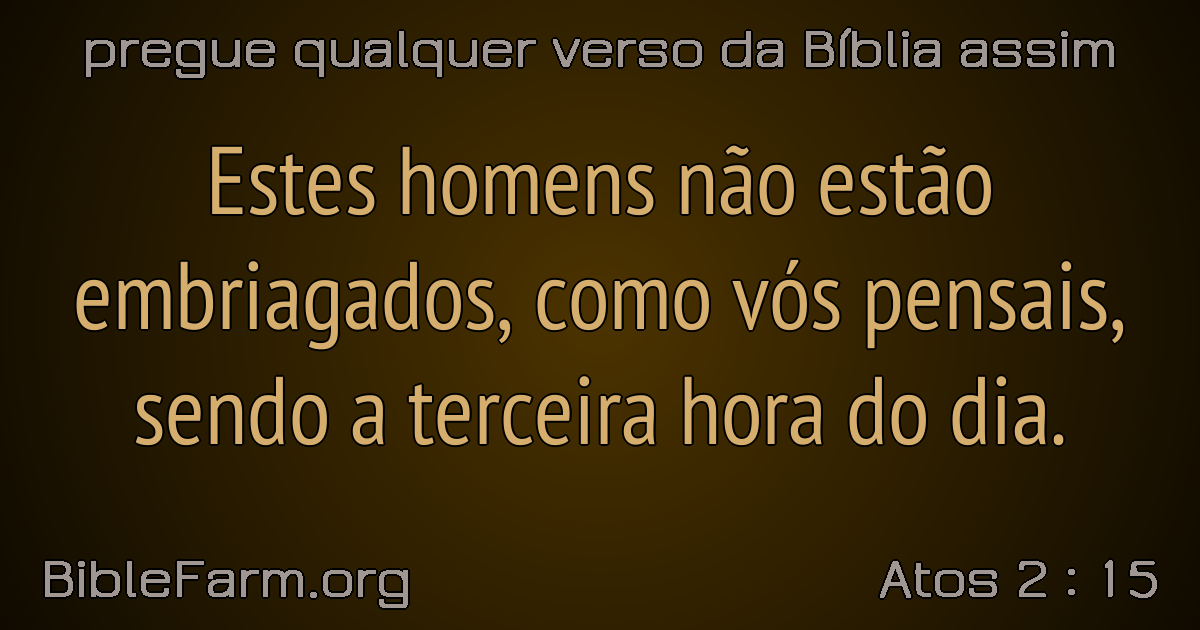 pregue qualquer verso da Bíblia assim
Estes homens não estão
embriagados, como vós pensais,
sendo a terceira hora do dia.
BibleFarm.org
Atos 2 : 15